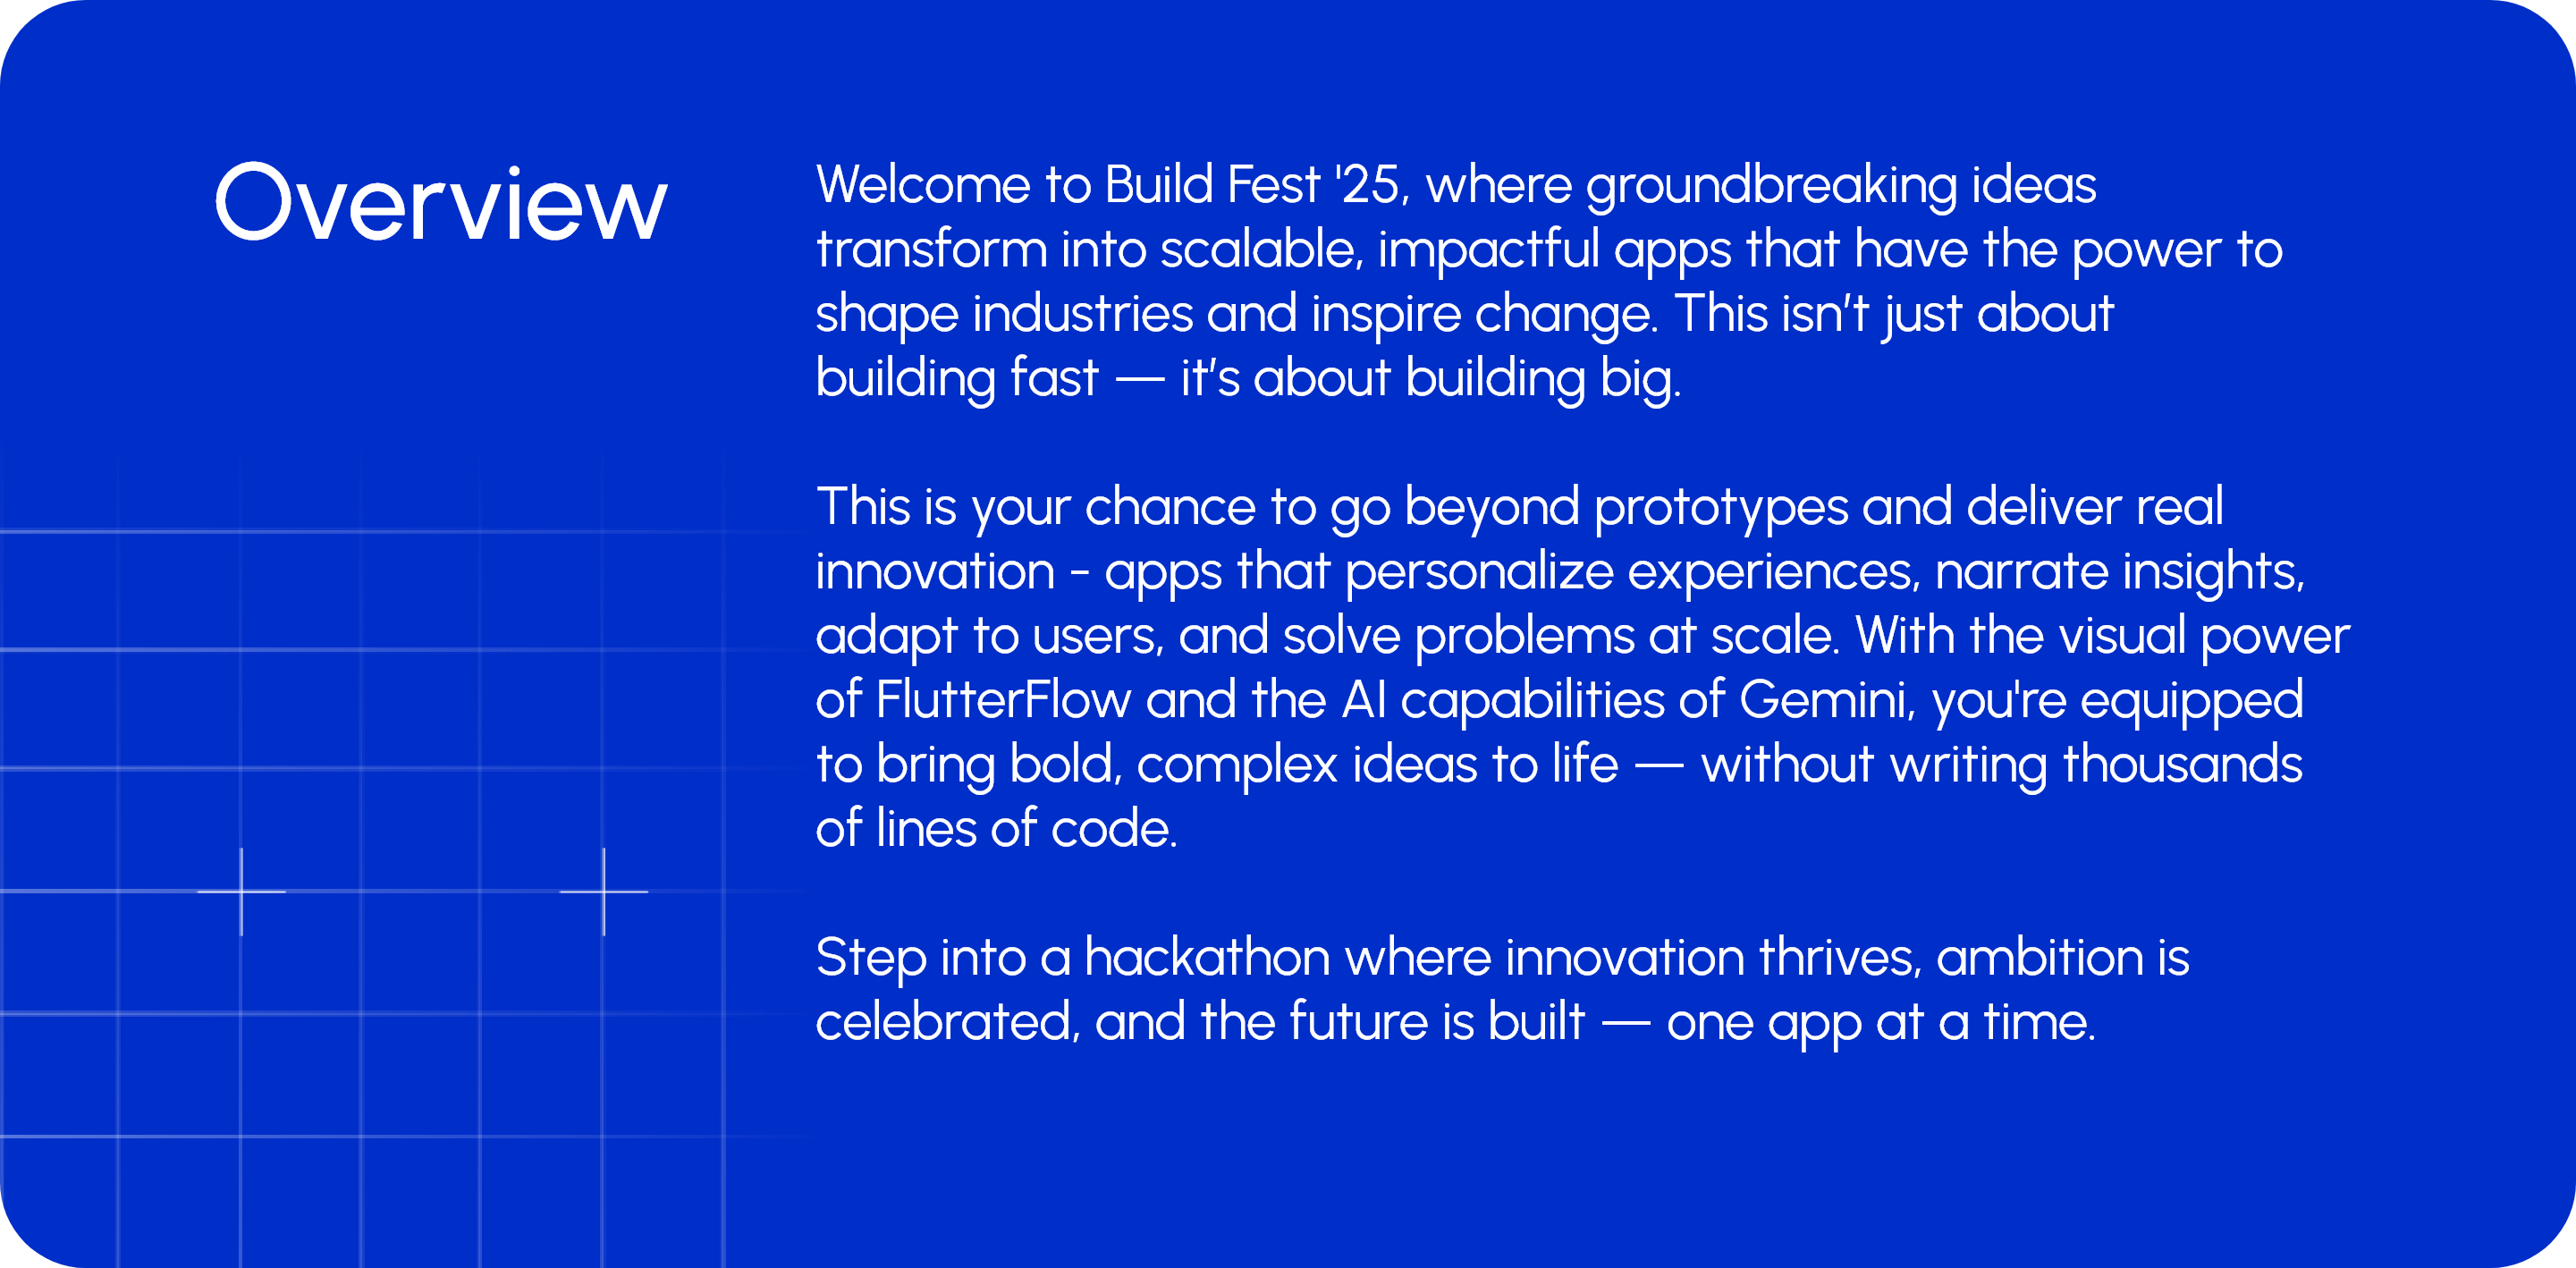 Overview
Welcome to Build Fest '25, where groundbreaking ideas
transform into scalable, impactful apps that have the power to
shape industries and inspire change. This isn’t just about
building fast — it’s about building big.
This is your chance to go beyond prototypes and deliver real
innovation - apps that personalize experiences, narrate insights,
adapt to users, and solve problems at scale. With the visual power
of FlutterFlow and the AI capabilities of Gemini, you're equipped
to bring bold, complex ideas to life — without writing thousands
of lines of code.
Step into a hackathon where innovation thrives, ambition is
celebrated, and the future is built — one app at a time.